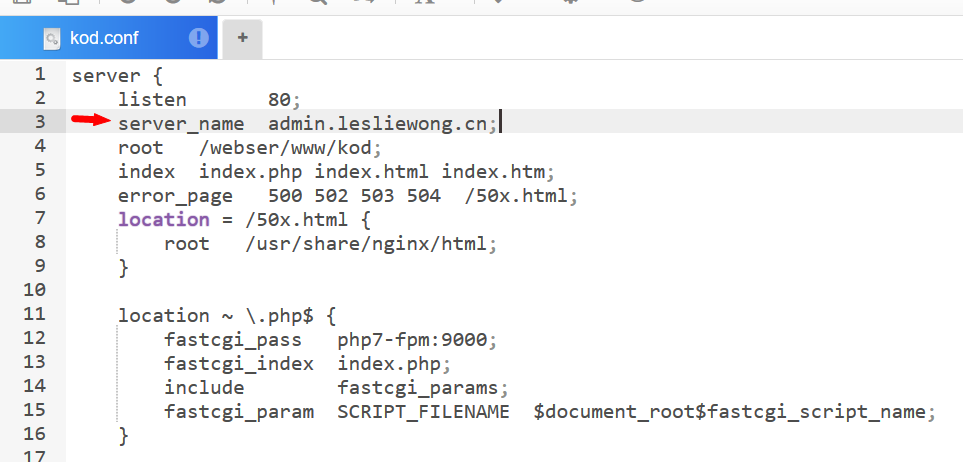 kod.conf
+
1 server {
2     listen       80;
3     server_name  admin.lesliewong.cn;
4     root   /webser/www/kod;
5     index  index.php index.html index.htm;
6     error_page   500 502 503 504  /50x.html;
7     location = /50x.html {
8         root   /usr/share/nginx/html;
9     }
10
11     location ~ \.php$ {
12         fastcgi_pass   php7-fpm:9000;
13         fastcgi_index  index.php;
14         include        fastcgi_params;
15         fastcgi_param  SCRIPT_FILENAME  $document_root$fastcgi_script_name;
16     }
17